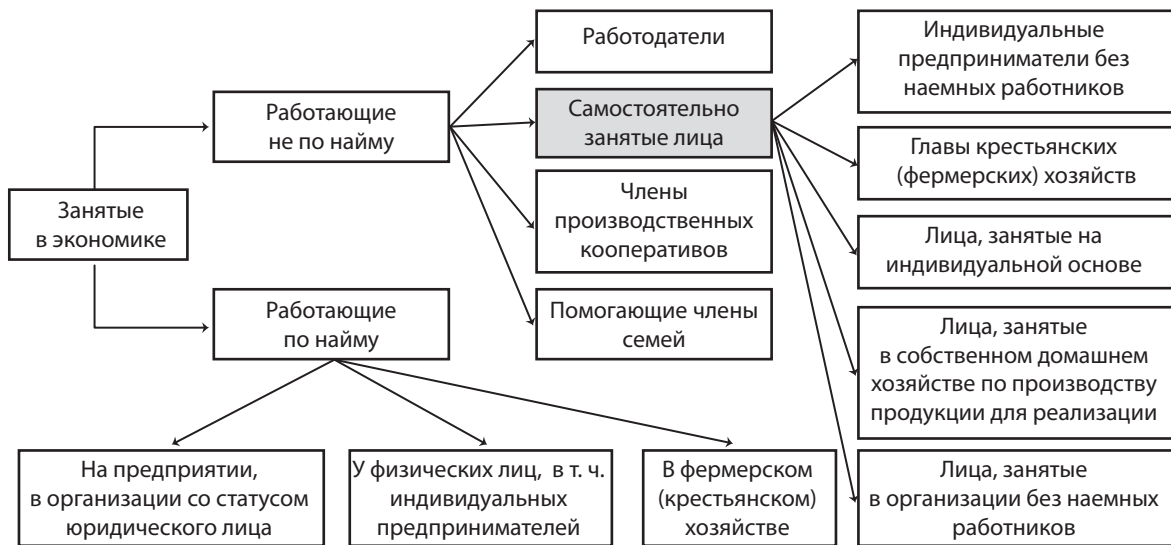 Занятые
в экономике
Работающие
не по найму
Работающие
по найму
Работодатели
Самостоятельно
занятые лица
Члены
производственных
кооперативов
Помогающие члены
семей
Индивидуальные
предприниматели без
наемных работников
Главы крестьянских
(фермерских) хозяйств
Лица, занятые на
индивидуальной основе
Лица, занятые
в собственном домашнем
хозяйстве по производству
продукции для реализации
Лица, занятые
в организации без наемных
работников
На предприятии,
в организации со статусом
юридического лица
У физических лиц, в т. ч.
индивидуальных
предпринимателей
В фермерском
(крестьянском)
хозяйстве